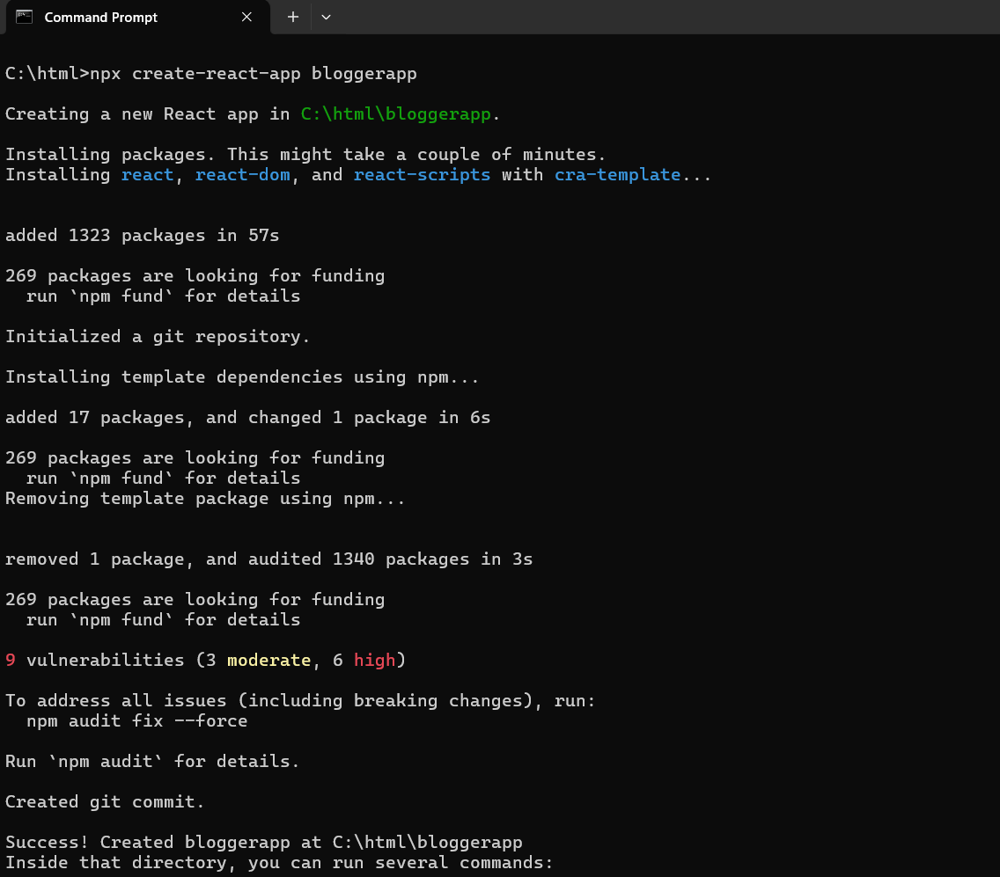 Command Prompt
C:\html>npx create-react-app bloggerapp
Creating a new React app in C:\html\bloggerapp.
Installing packages. This might take a couple of minutes.
Installing react, react-dom, and react-scripts with cra-template...
added 1323 packages in 57s
269 packages are looking for funding
  run `npm fund` for details
Initialized a git repository.
Installing template dependencies using npm...
added 17 packages, and changed 1 package in 6s
269 packages are looking for funding
  run `npm fund` for details
Removing template package using npm...
removed 1 package, and audited 1340 packages in 3s
269 packages are looking for funding
  run `npm fund` for details
9 vulnerabilities (3 moderate, 6 high)
To address all issues (including breaking changes), run:
  npm audit fix --force
Run `npm audit` for details.
Created git commit.
Success! Created bloggerapp at C:\html\bloggerapp
Inside that directory, you can run several commands: